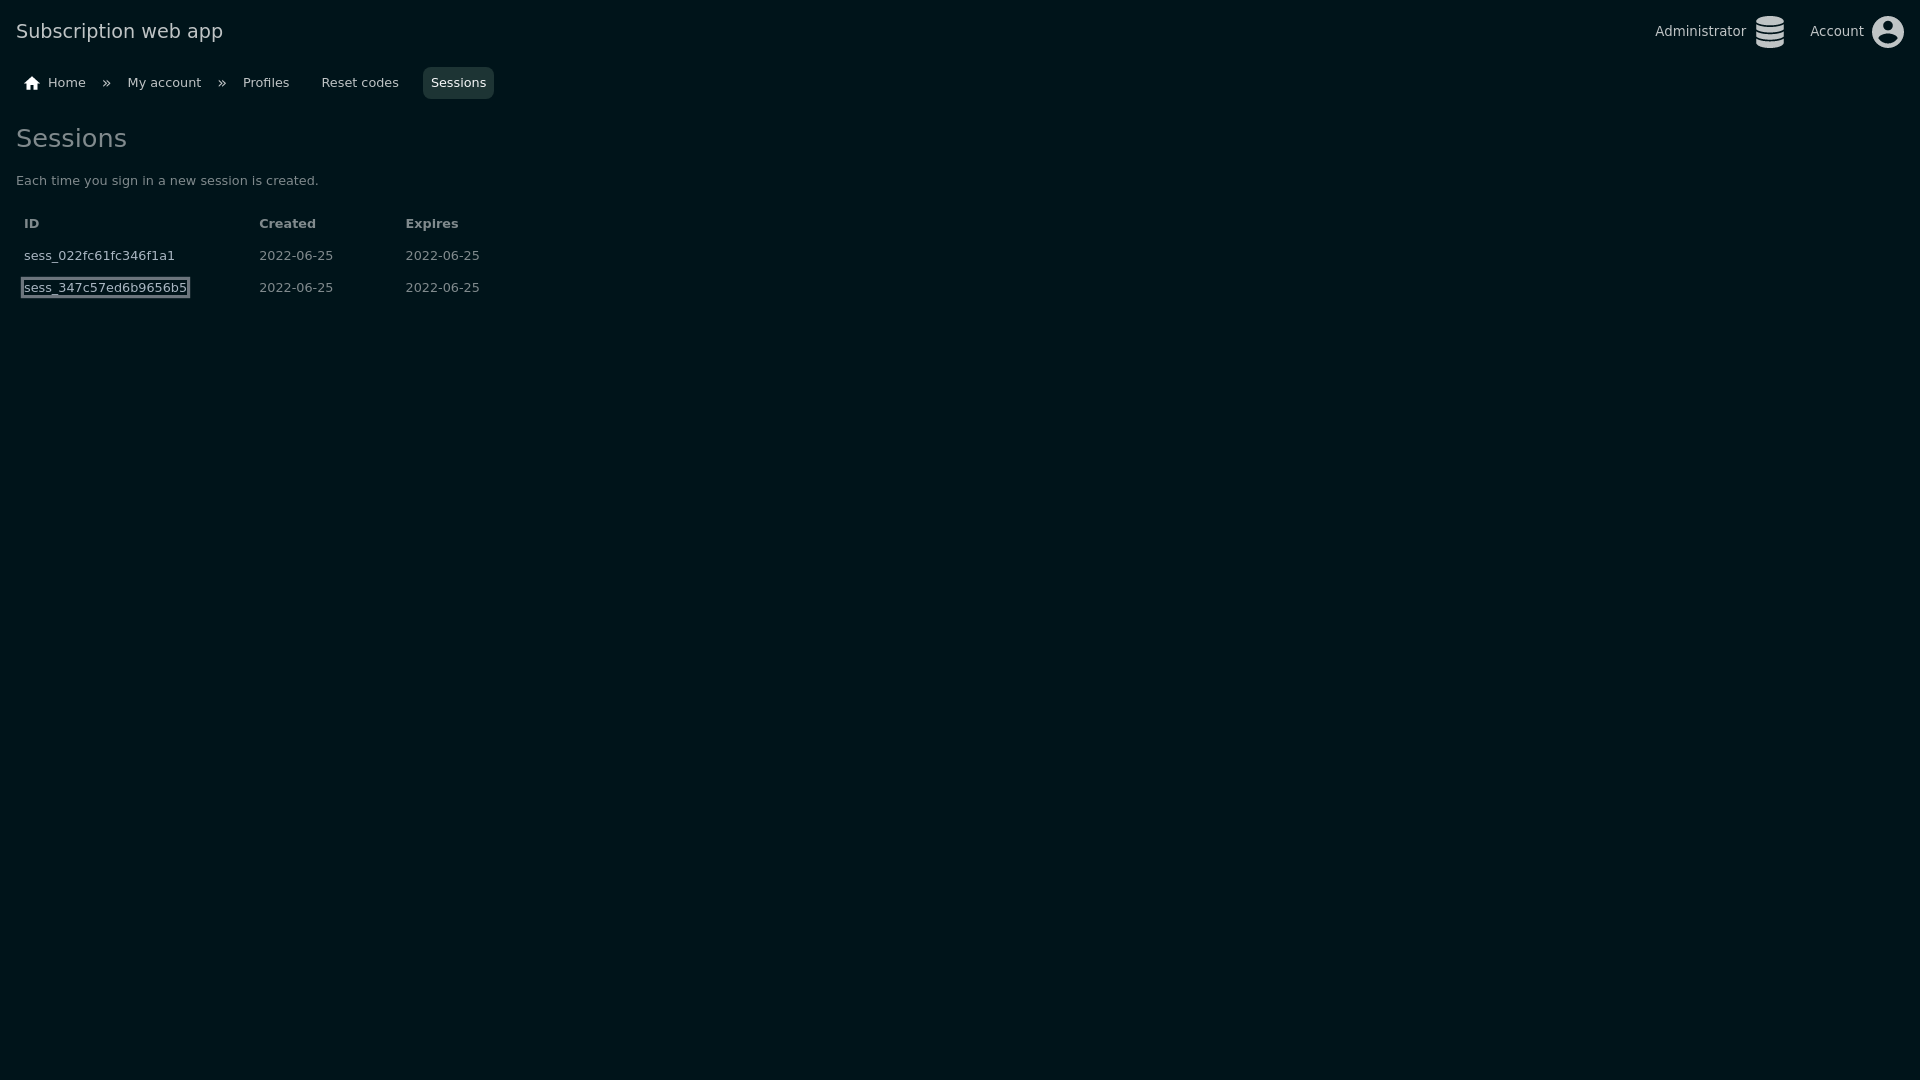 Subscription web app
Administrator
Account
Home » My account » Profiles Reset codes Sessions
Sessions
Each time you sign in a new session is created.
ID Created Expires
sess_022fc61fc346f1a1 2022-06-25 2022-06-25
sess_347c57ed6b9656b5 2022-06-25 2022-06-25